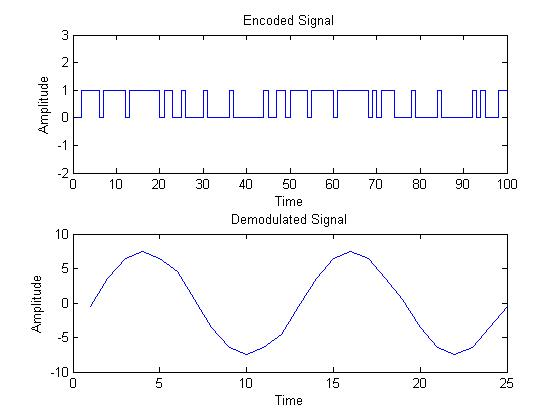 Encoded Signal
3
2
1
0
-1
-2
Amplitude
0 10 20 30 40 50 60 70 80 90 100
Time
Demodulated Signal
10
5
0
-5
-10
Amplitude
0 5 10 15 20 25
Time